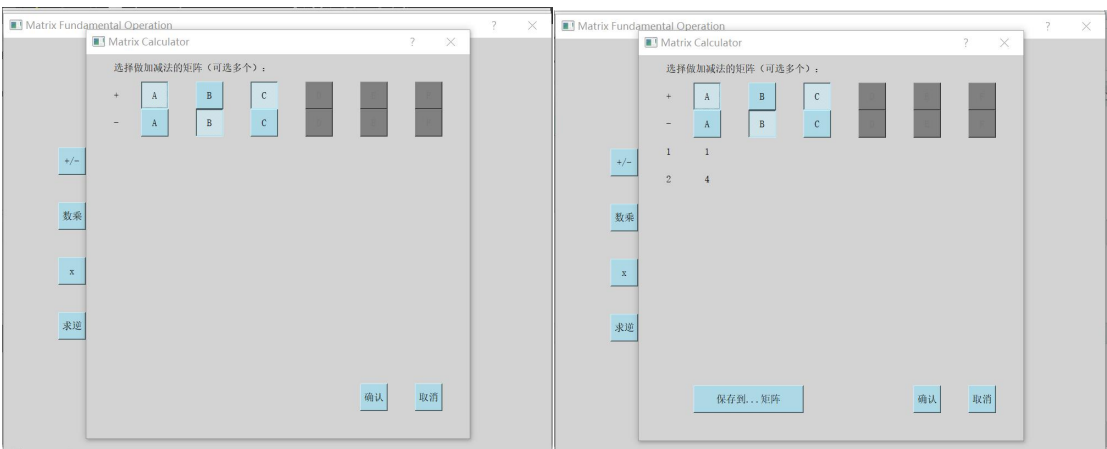 Matrix Fundamental Operation ? ×
Matrix Calculator ? ×
选择做加减法的矩阵（可选多个）：
+ A B C
- A B C
+/-
数乘
x
求逆
确认 取消
Matrix Fundamental Operation ? ×
Matrix Calculator ? ×
选择做加减法的矩阵（可选多个）：
+ A B C
- A B C
1 1
2 4
+/-
数乘
x
求逆
保存到...矩阵 确认 取消